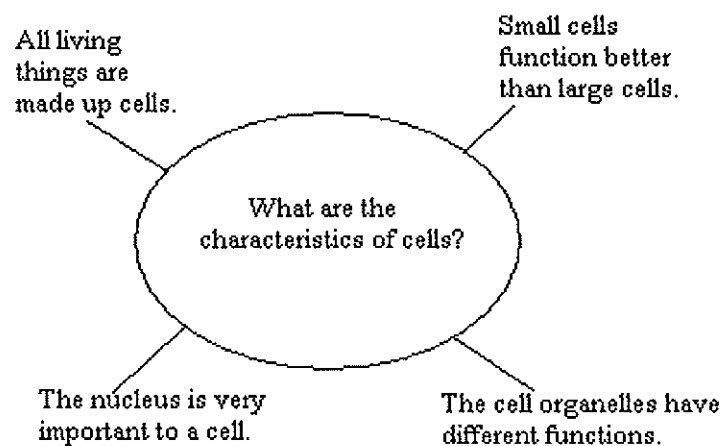 All living
things are
made up cells.
Small cells
function better
than large cells.
What are the
characteristics of cells?
The nucleus is very
important to a cell.
The cell organelles have
different functions.